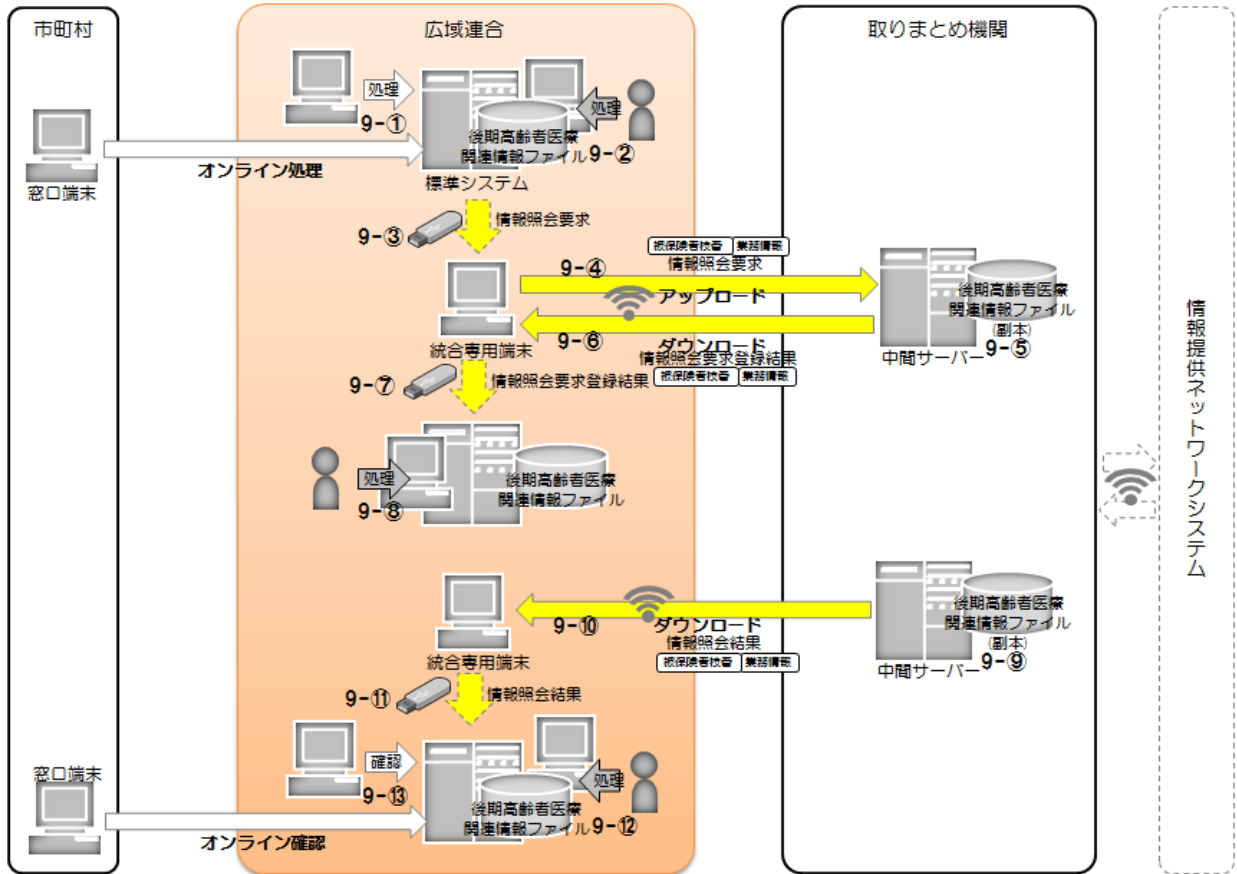 市町村
広域連合
取りまとめ機関
処理
9-①
処理
後期高齢者医療
関連情報ファイル
9-②
オンライン処理
窓口端末
標準システム
9-③
情報照会要求
被保険者枝番
業務情報
9-④
情報照会要求
アップロード
後期高齢者医療
関連情報ファイル
(副本)
9-⑤
中間サーバー
9-⑥
ダウンロード
情報照会要求登録結果
被保険者枝番
業務情報
統合専用端末
9-⑦
情報照会要求登録結果
情報提供ネットワークシステム
処理
9-⑧
後期高齢者医療
関連情報ファイル
9-⑩
ダウンロード
情報照会結果
被保険者枝番
業務情報
後期高齢者医療
関連情報ファイル
(副本)
9-⑨
中間サーバー
統合専用端末
9-⑪
情報照会結果
確認
9-⑬
処理
後期高齢者医療
関連情報ファイル
9-⑫
窓口端末
オンライン確認